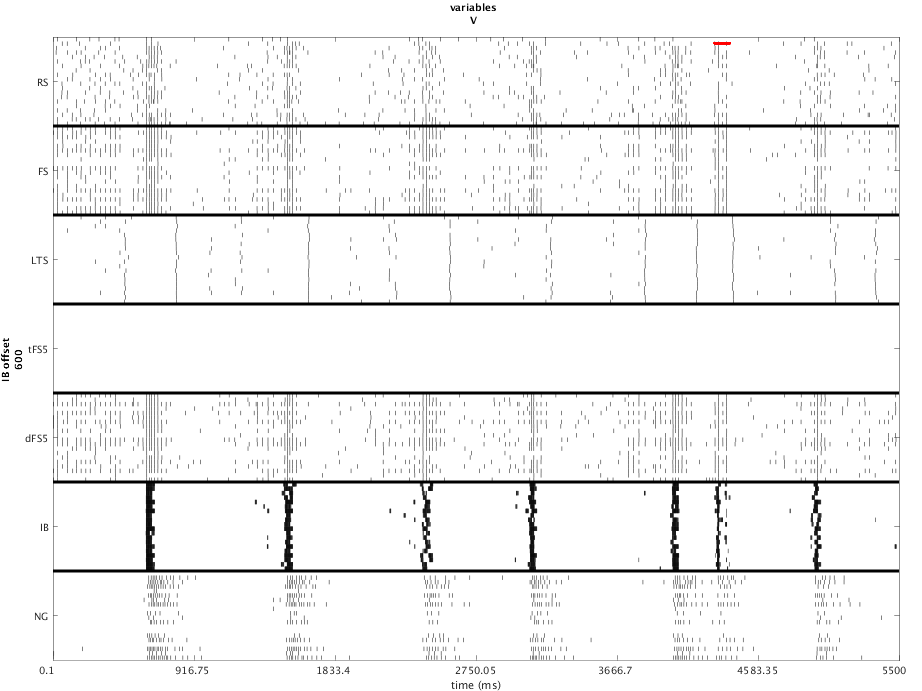 variables
V
RS
FS
LTS
tFS5
dFS5
IB
NG
IB offset
600
0.1
916.75
1833.4
2750.05
3666.7
4583.35
5500
time (ms)